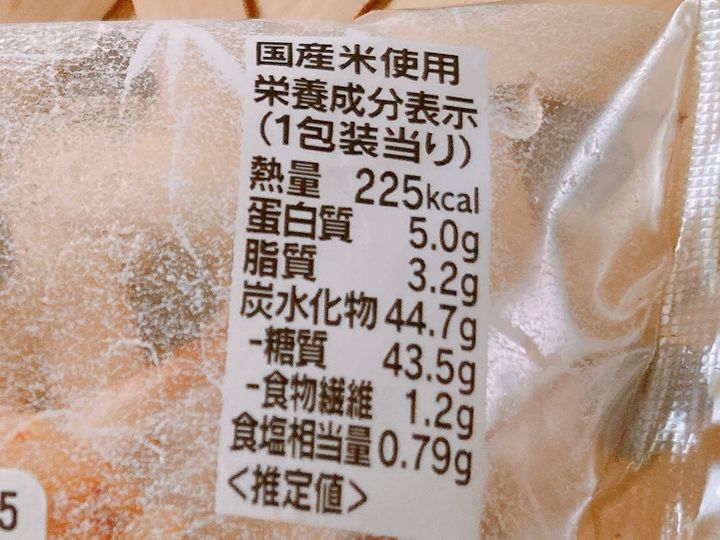 国産米使用
栄養成分表示
(1包装当り)
熱量 225kcal
蛋白質 5.0g
脂質 3.2g
炭水化物 44.7g
-糖質 43.5g
-食物繊維 1.2g
食塩相当量 0.79g
<推定値>
5